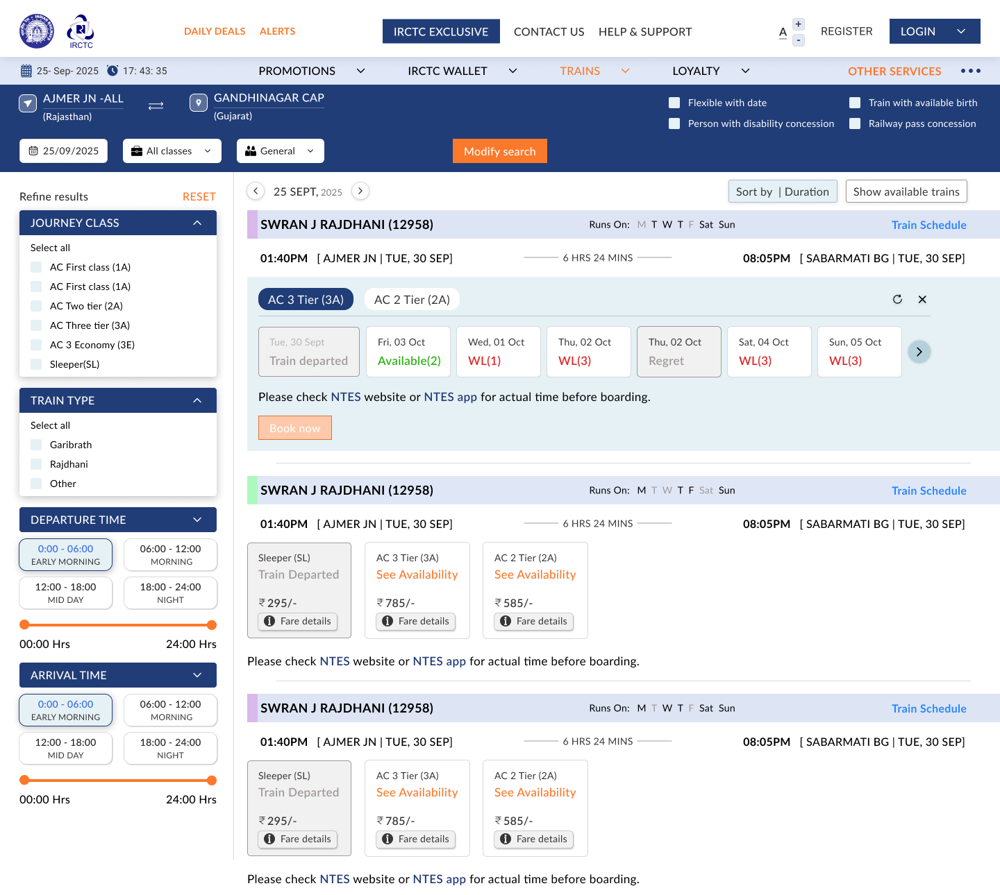 IRCTC
DAILY DEALS ALERTS
IRCTC EXCLUSIVE CONTACT US HELP & SUPPORT
A + -
REGISTER LOGIN
25- Sep- 2025 17: 43: 35
PROMOTIONS IRCTC WALLET TRAINS LOYALTY
OTHER SERVICES
AJMER JN -ALL
(Rajasthan)
GANDHINAGAR CAP
(Gujarat)
Flexible with date
Train with available birth
Person with disability concession
Railway pass concession
25/09/2025 All classes General
Modify search
Refine results RESET
JOURNEY CLASS
Select all
AC First class (1A)
AC First class (1A)
AC Two tier (2A)
AC Three tier (3A)
AC 3 Economy (3E)
Sleeper(SL)
TRAIN TYPE
Select all
Garibrath
Rajdhani
Other
DEPARTURE TIME
0:00 - 06:00
EARLY MORNING
06:00 - 12:00
MORNING
12:00 - 18:00
MID DAY
18:00 - 24:00
NIGHT
00:00 Hrs 24:00 Hrs
ARRIVAL TIME
0:00 - 06:00
EARLY MORNING
06:00 - 12:00
MORNING
12:00 - 18:00
MID DAY
18:00 - 24:00
NIGHT
00:00 Hrs 24:00 Hrs
25 SEPT, 2025
Sort by | Duration
Show available trains
SWRAN J RAJDHANI (12958) Runs On: M T W T F Sat Sun Train Schedule
01:40PM [ AJMER JN | TUE, 30 SEP] 6 HRS 24 MINS 08:05PM [ SABARMATI BG | TUE, 30 SEP]
AC 3 Tier (3A) AC 2 Tier (2A)
Tue, 30 Sept
Train departed
Fri, 03 Oct
Available(2)
Wed, 01 Oct
WL(1)
Thu, 02 Oct
WL(3)
Thu, 02 Oct
Regret
Sat, 04 Oct
WL(3)
Sun, 05 Oct
WL(3)
Please check NTES website or NTES app for actual time before boarding.
Book now
SWRAN J RAJDHANI (12958) Runs On: M T W T F Sat Sun Train Schedule
01:40PM [ AJMER JN | TUE, 30 SEP] 6 HRS 24 MINS 08:05PM [ SABARMATI BG | TUE, 30 SEP]
Sleeper (SL)
Train Departed
₹ 295/-
Fare details
AC 3 Tier (3A)
See Availability
₹ 785/-
Fare details
AC 2 Tier (2A)
See Availability
₹ 585/-
Fare details
Please check NTES website or NTES app for actual time before boarding.
SWRAN J RAJDHANI (12958) Runs On: M T W T F Sat Sun Train Schedule
01:40PM [ AJMER JN | TUE, 30 SEP] 6 HRS 24 MINS 08:05PM [ SABARMATI BG | TUE, 30 SEP]
Sleeper (SL)
Train Departed
₹ 295/-
Fare details
AC 3 Tier (3A)
See Availability
₹ 785/-
Fare details
AC 2 Tier (2A)
See Availability
₹ 585/-
Fare details
Please check NTES website or NTES app for actual time before boarding.